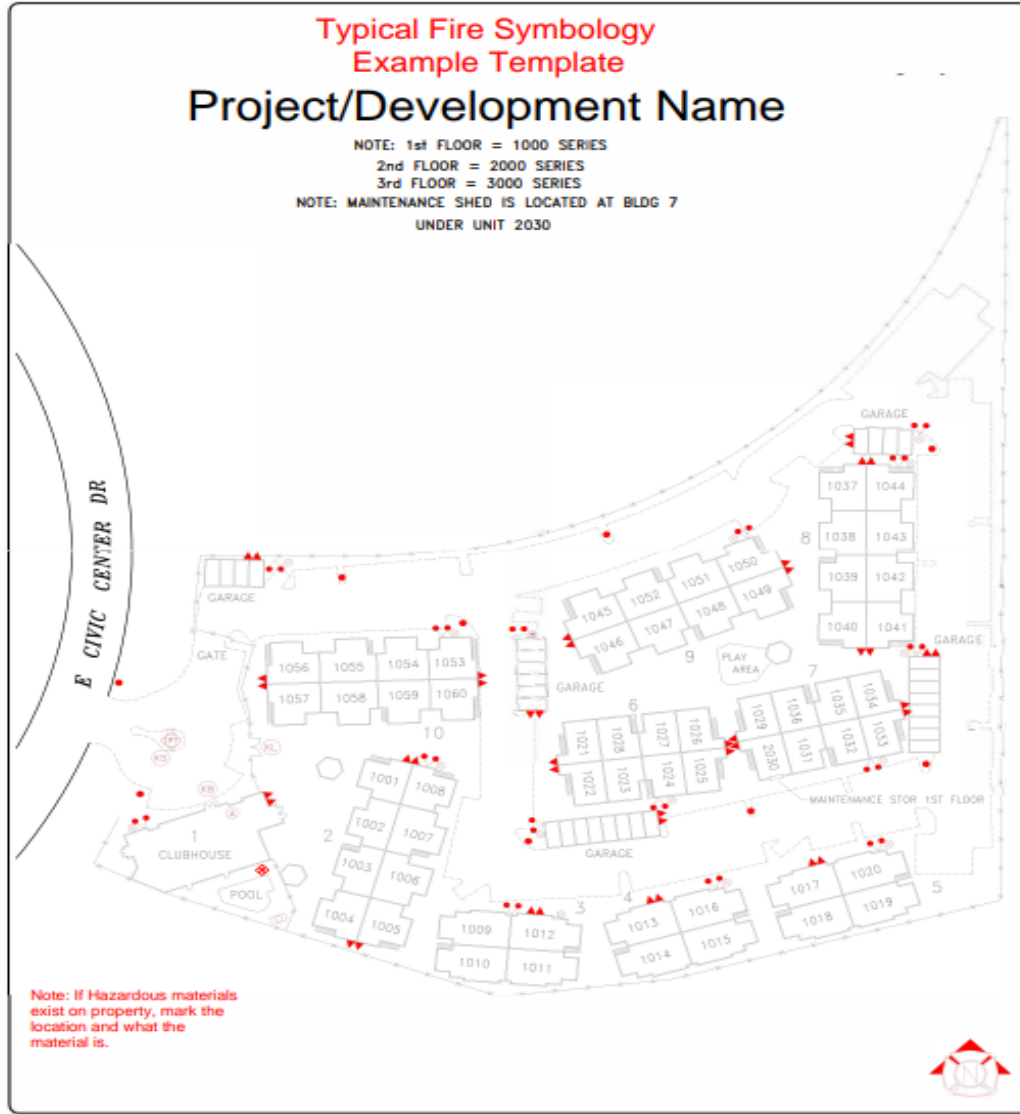 Typical Fire Symbology
Example Template
Project/Development Name
NOTE: 1st FLOOR = 1000 SERIES
2nd FLOOR = 2000 SERIES
3rd FLOOR = 3000 SERIES
NOTE: MAINTENANCE SHED IS LOCATED AT BLDG 7
UNDER UNIT 2030
E CIVIC CENTER DR
GARAGE
1037 1044
8
1038 1043
1039 1042
1040 1041
GARAGE
GARAGE
1045 1052 1051 1050
1046 1047 1048 1049
9
PLAY
AREA
GATE
1056 1055 1054 1053
1057 1058 1059 1060
10
GARAGE
7
1029 1036 1035 1034
2030 1031 1032 1033
6
1021 1028 1027 1026
1022 1023 1024 1025
MAINTENANCE STOR 1ST FLOOR
GARAGE
KS
KL
KB
A
1
CLUBHOUSE
POOL
2
1001 1008
1002 1007
1003 1006
1004 1005
3
1009 1012
1010 1011
4
1013 1016
1014 1015
5
1017 1020
1018 1019
Note: If Hazardous materials
exist on property, mark the
location and what the
material is.
N